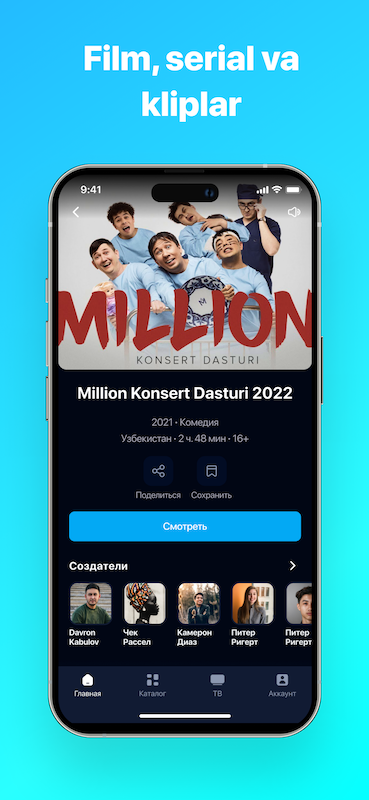 Film, serial va
kliplar
9:41
MILLION
KONSERT DASTURI
Million Konsert Dasturi 2022
2021 • Комедия
Узбекистан • 2 ч. 48 мин • 16+
Поделиться
Сохранить
Смотреть
Создатели
Davron
Kabulov
Чек
Рассел
Камерон
Диаз
Питер
Ригерт
Питер
Ригерт
Главная
Каталог
ТВ
Аккаунт